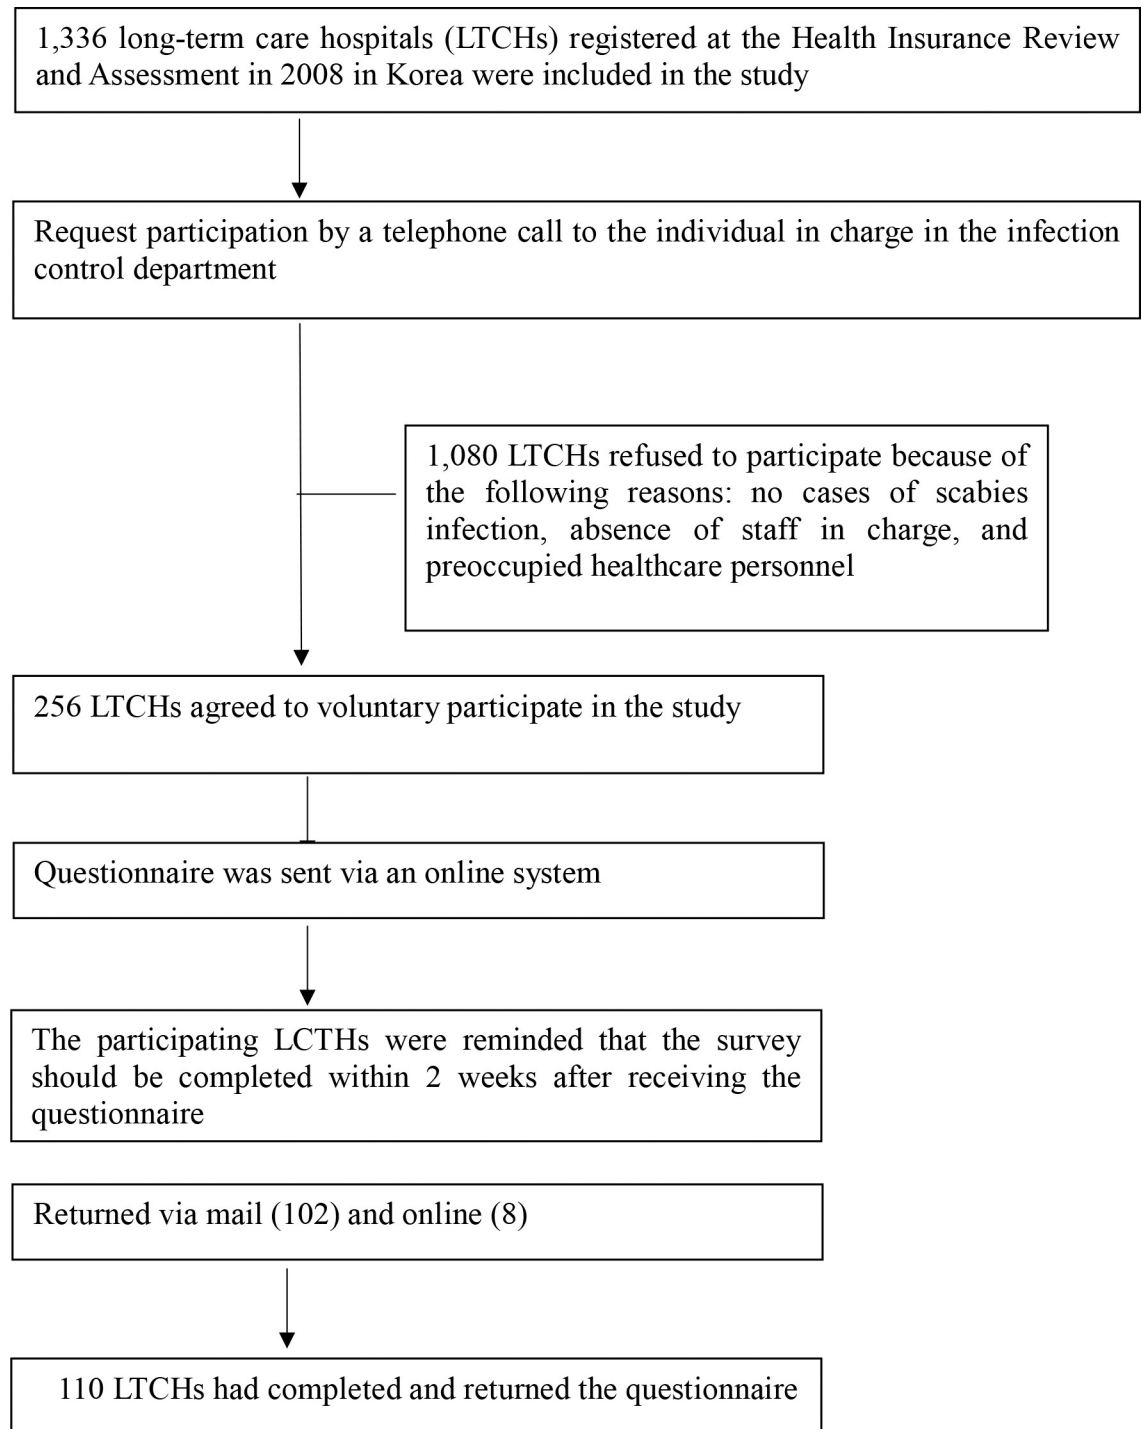 1,336 long-term care hospitals (LTCHs) registered at the Health Insurance Review
and Assessment in 2008 in Korea were included in the study
Request participation by a telephone call to the individual in charge in the infection
control department
1,080 LTCHs refused to participate because of
the following reasons: no cases of scabies
infection, absence of staff in charge, and
preoccupied healthcare personnel
256 LTCHs agreed to voluntary participate in the study
Questionnaire was sent via an online system
The participating LCTHs were reminded that the survey
should be completed within 2 weeks after receiving the
questionnaire
Returned via mail (102) and online (8)
110 LTCHs had completed and returned the questionnaire